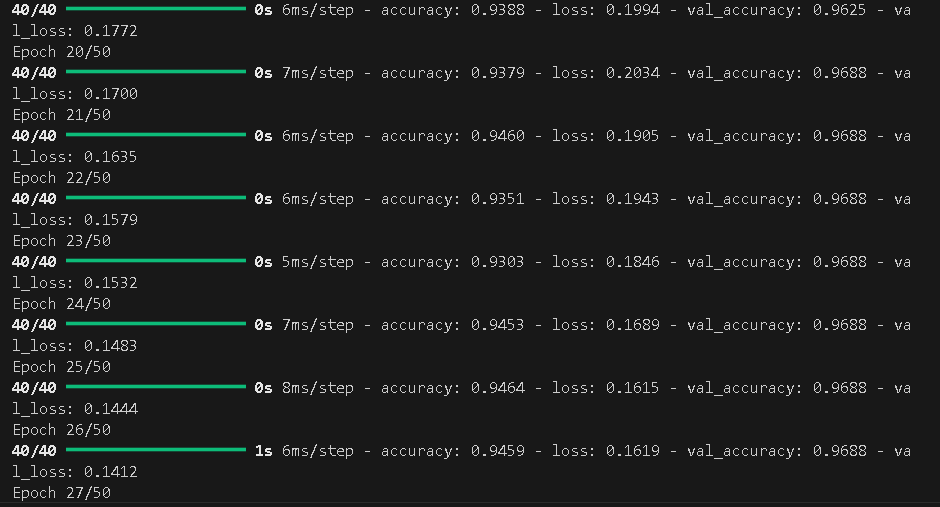 40/40 0s 6ms/step - accuracy: 0.9388 - loss: 0.1994 - val_accuracy: 0.9625 - va
l_loss: 0.1772
Epoch 20/50
40/40 0s 7ms/step - accuracy: 0.9379 - loss: 0.2034 - val_accuracy: 0.9688 - va
l_loss: 0.1700
Epoch 21/50
40/40 0s 6ms/step - accuracy: 0.9460 - loss: 0.1905 - val_accuracy: 0.9688 - va
l_loss: 0.1635
Epoch 22/50
40/40 0s 6ms/step - accuracy: 0.9351 - loss: 0.1943 - val_accuracy: 0.9688 - va
l_loss: 0.1579
Epoch 23/50
40/40 0s 5ms/step - accuracy: 0.9303 - loss: 0.1846 - val_accuracy: 0.9688 - va
l_loss: 0.1532
Epoch 24/50
40/40 0s 7ms/step - accuracy: 0.9453 - loss: 0.1689 - val_accuracy: 0.9688 - va
l_loss: 0.1483
Epoch 25/50
40/40 0s 8ms/step - accuracy: 0.9464 - loss: 0.1615 - val_accuracy: 0.9688 - va
l_loss: 0.1444
Epoch 26/50
40/40 1s 6ms/step - accuracy: 0.9459 - loss: 0.1619 - val_accuracy: 0.9688 - va
l_loss: 0.1412
Epoch 27/50